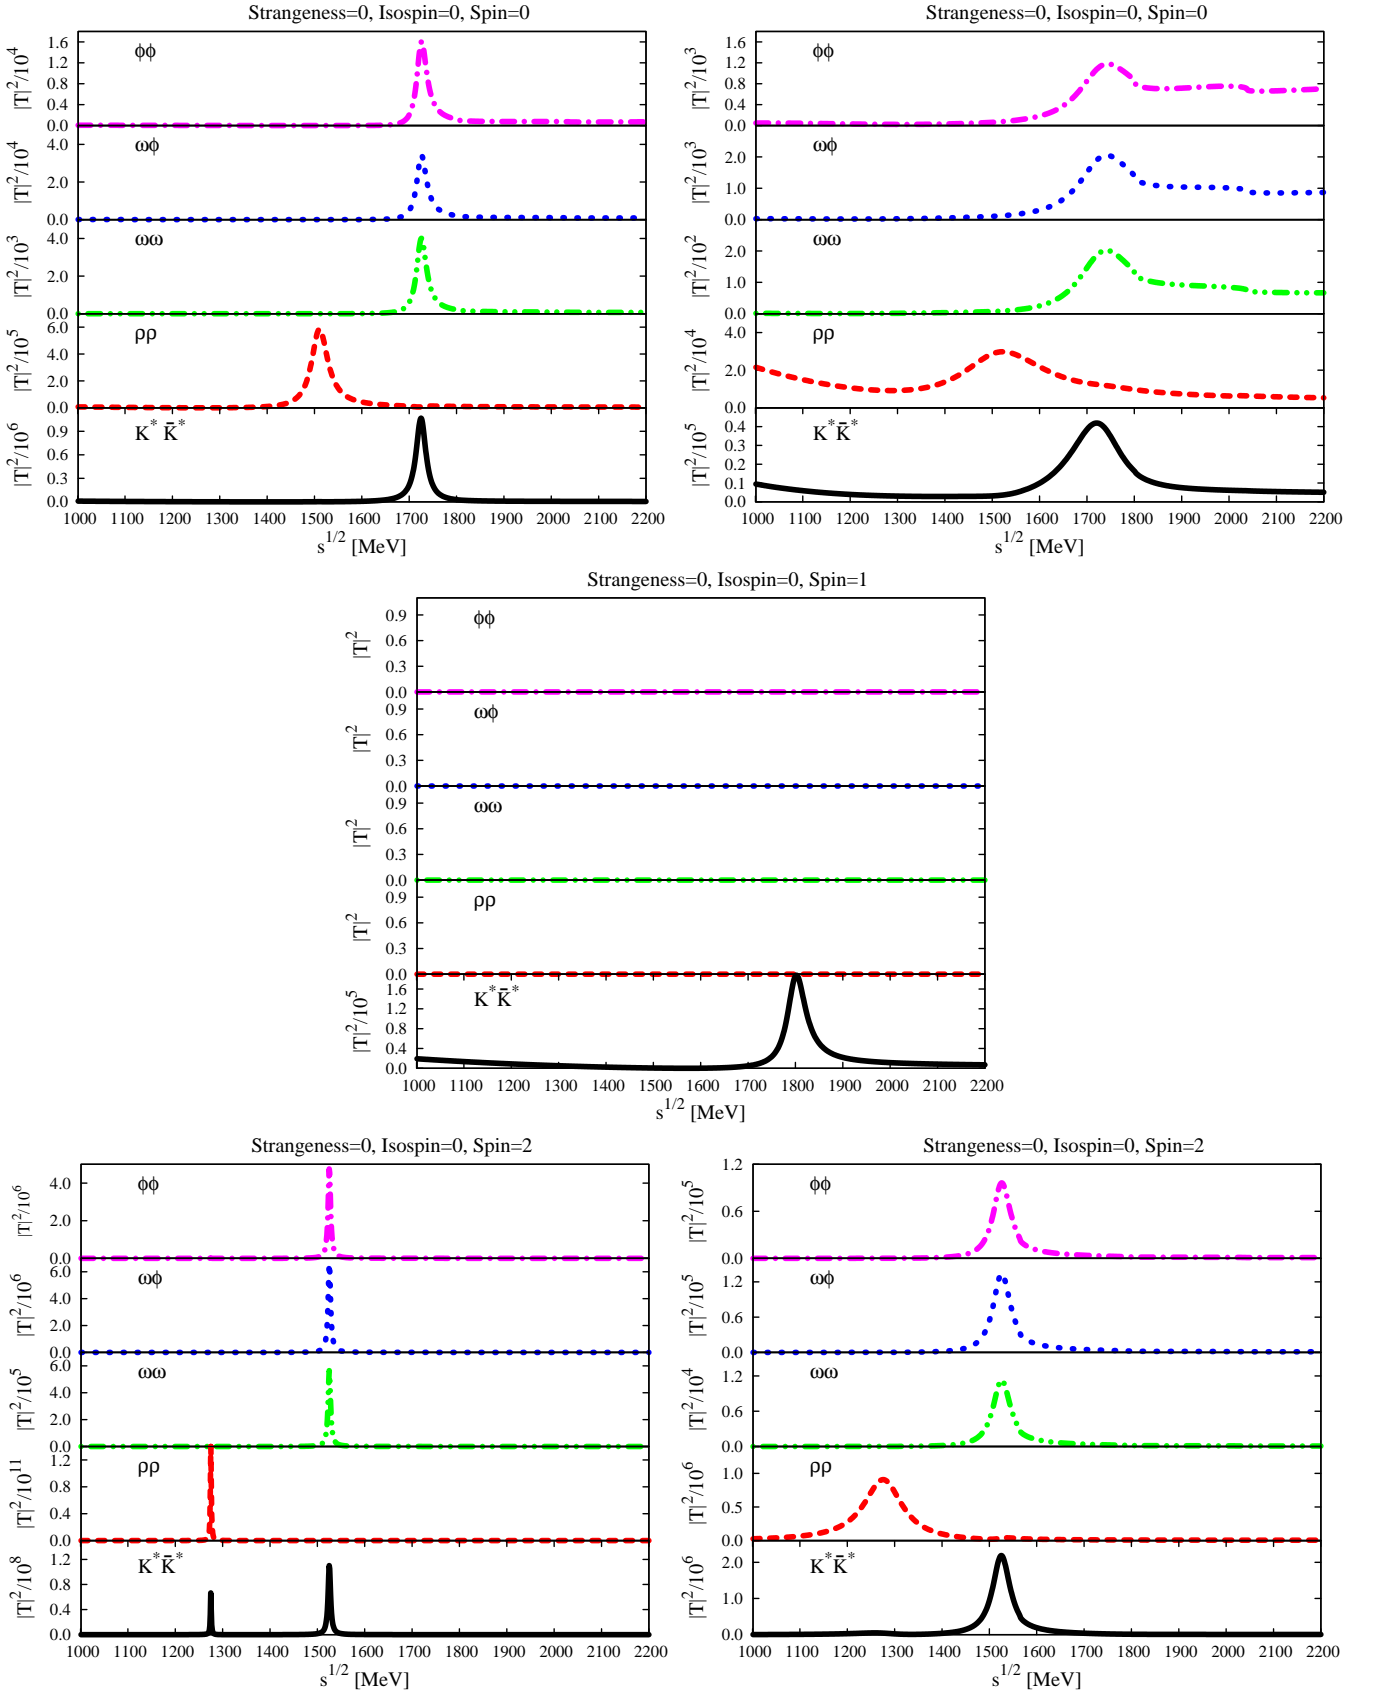 Strangeness=0, Isospin=0, Spin=0
|T|²/10⁴
1.6
1.2
0.8
0.4
0.0
ϕϕ
|T|²/10⁴
4.0
2.0
0.0
ωϕ
|T|²/10³
4.0
2.0
0.0
ωω
|T|²/10⁵
6.0
4.0
2.0
0.0
ρρ
|T|²/10⁶
0.9
0.6
0.3
0.0
K* K̄*
1000 1100 1200 1300 1400 1500 1600 1700 1800 1900 2000 2100 2200
s^1/2 [MeV]
Strangeness=0, Isospin=0, Spin=0
|T|²/10³
1.6
1.2
0.8
0.4
0.0
ϕϕ
|T|²/10³
2.0
1.0
0.0
ωϕ
|T|²/10²
2.0
1.0
0.0
ωω
|T|²/10⁴
4.0
2.0
0.0
ρρ
|T|²/10⁵
0.4
0.3
0.2
0.1
0.0
K* K̄*
1000 1100 1200 1300 1400 1500 1600 1700 1800 1900 2000 2100 2200
s^1/2 [MeV]
Strangeness=0, Isospin=0, Spin=1
|T|²
0.9
0.6
0.3
0.0
ϕϕ
|T|²
0.9
0.6
0.3
0.0
ωϕ
|T|²
0.9
0.6
0.3
0.0
ωω
|T|²
0.9
0.6
0.3
0.0
ρρ
|T|²/10⁵
1.6
1.2
0.8
0.4
0.0
K* K̄*
1000 1100 1200 1300 1400 1500 1600 1700 1800 1900 2000 2100 2200
s^1/2 [MeV]
Strangeness=0, Isospin=0, Spin=2
|T|²/10⁶
4.0
2.0
0.0
ϕϕ
|T|²/10⁶
6.0
4.0
2.0
0.0
ωϕ
|T|²/10⁵
6.0
4.0
2.0
0.0
ωω
|T|²/10¹¹
1.2
0.8
0.4
0.0
ρρ
|T|²/10⁸
1.2
0.8
0.4
0.0
K* K̄*
1000 1100 1200 1300 1400 1500 1600 1700 1800 1900 2000 2100 2200
s^1/2 [MeV]
Strangeness=0, Isospin=0, Spin=2
|T|²/10⁵
1.2
0.6
0.0
ϕϕ
|T|²/10⁵
1.2
0.6
0.0
ωϕ
|T|²/10⁴
1.2
0.6
0.0
ωω
|T|²/10⁶
1.0
0.5
0.0
ρρ
|T|²/10⁶
2.0
1.0
0.0
K* K̄*
1000 1100 1200 1300 1400 1500 1600 1700 1800 1900 2000 2100 2200
s^1/2 [MeV]